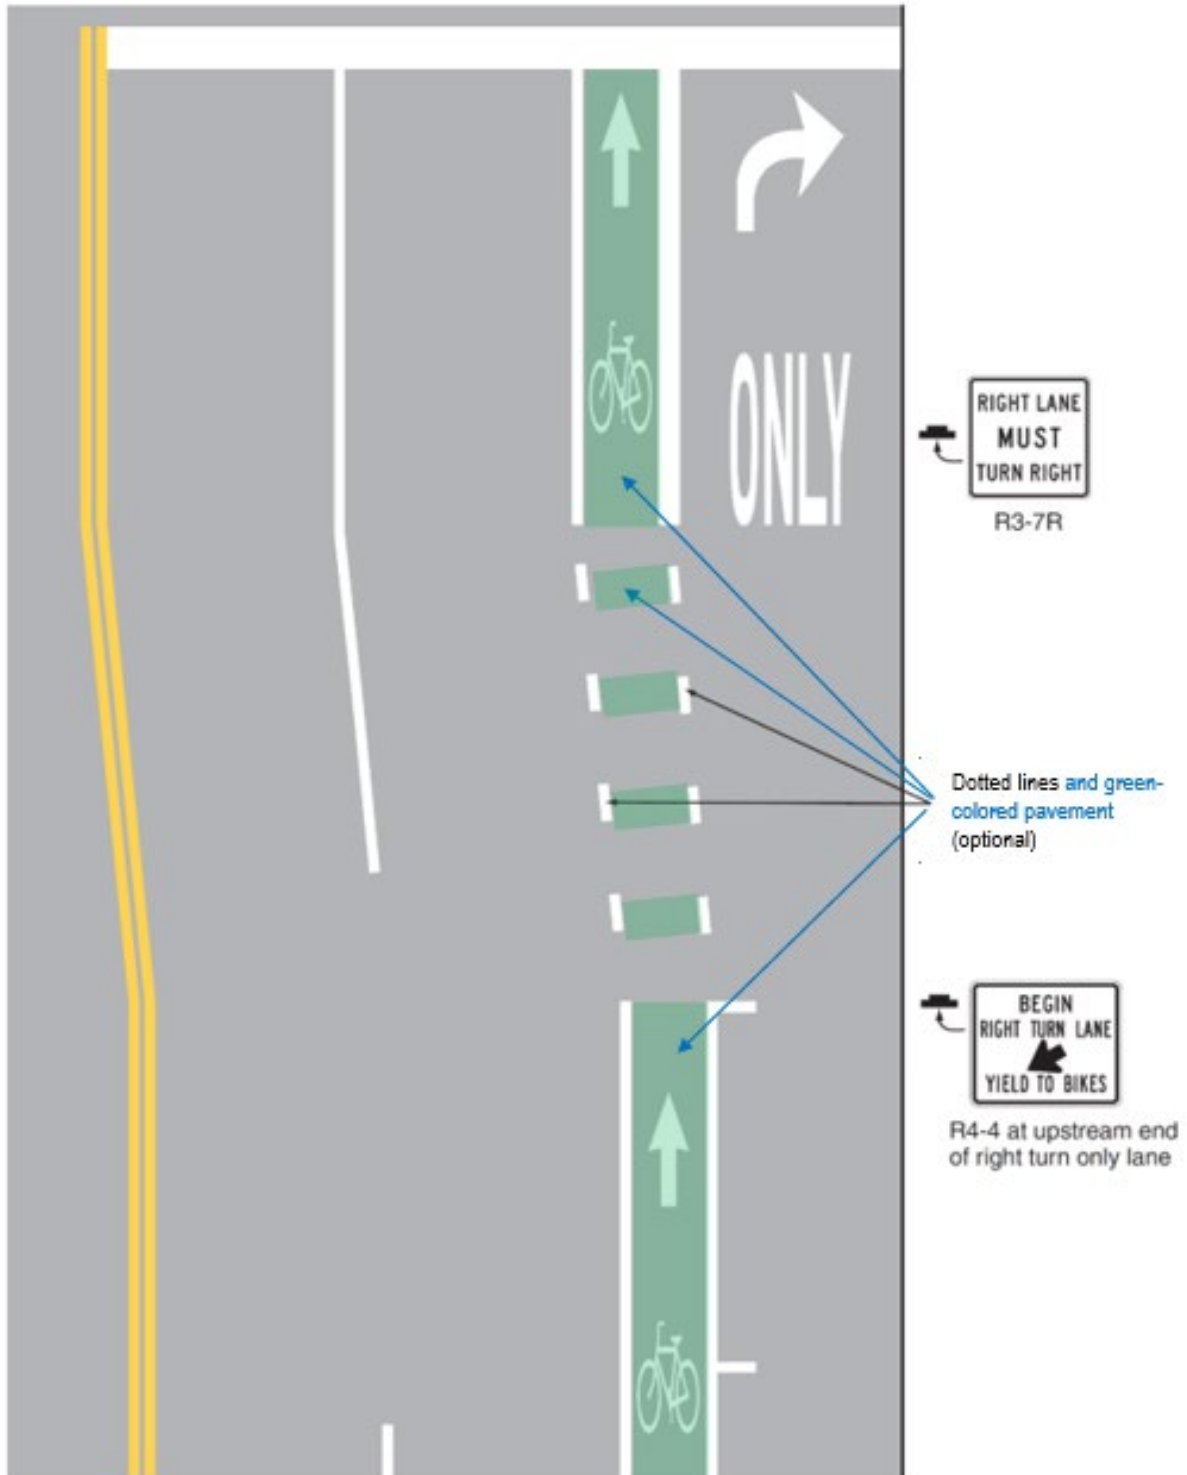 ONLY
RIGHT LANE
MUST
TURN RIGHT
R3-7R
Dotted lines and green-
colored pavement
(optional)
BEGIN
RIGHT TURN LANE
YIELD TO BIKES
R4-4 at upstream end
of right turn only lane